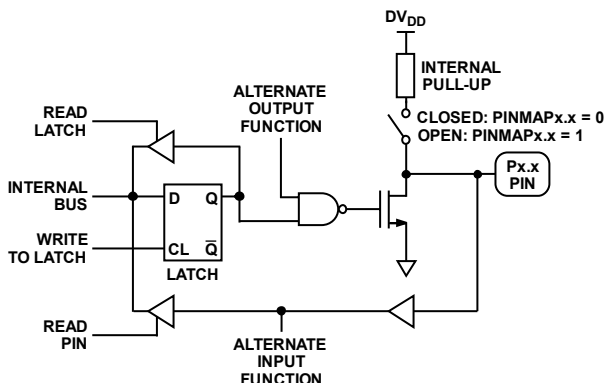 DVDD
INTERNAL
PULL-UP
CLOSED: PINMAPx.x = 0
OPEN: PINMAPx.x = 1
READ
LATCH
ALTERNATE
OUTPUT
FUNCTION
Px.x
PIN
INTERNAL
BUS
D
Q
WRITE
TO LATCH
CL
Q̅
LATCH
READ
PIN
ALTERNATE
INPUT
FUNCTION